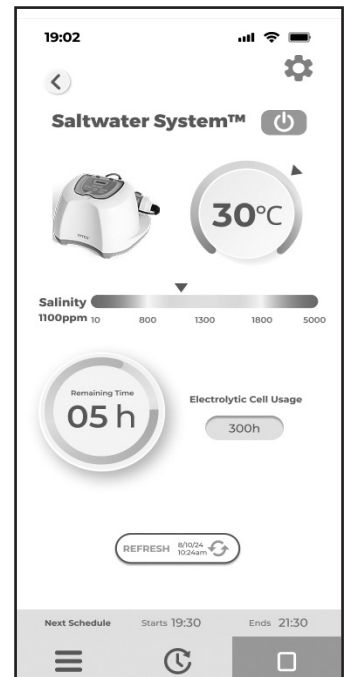 19:02
Saltwater System™
30°C
Salinity
1100ppm 10 800 1300 1800 5000
Remaining Time
05 h
Electrolytic Cell Usage
300h
REFRESH 8/10/24
10:24am
Next Schedule Starts 19:30 Ends 21:30